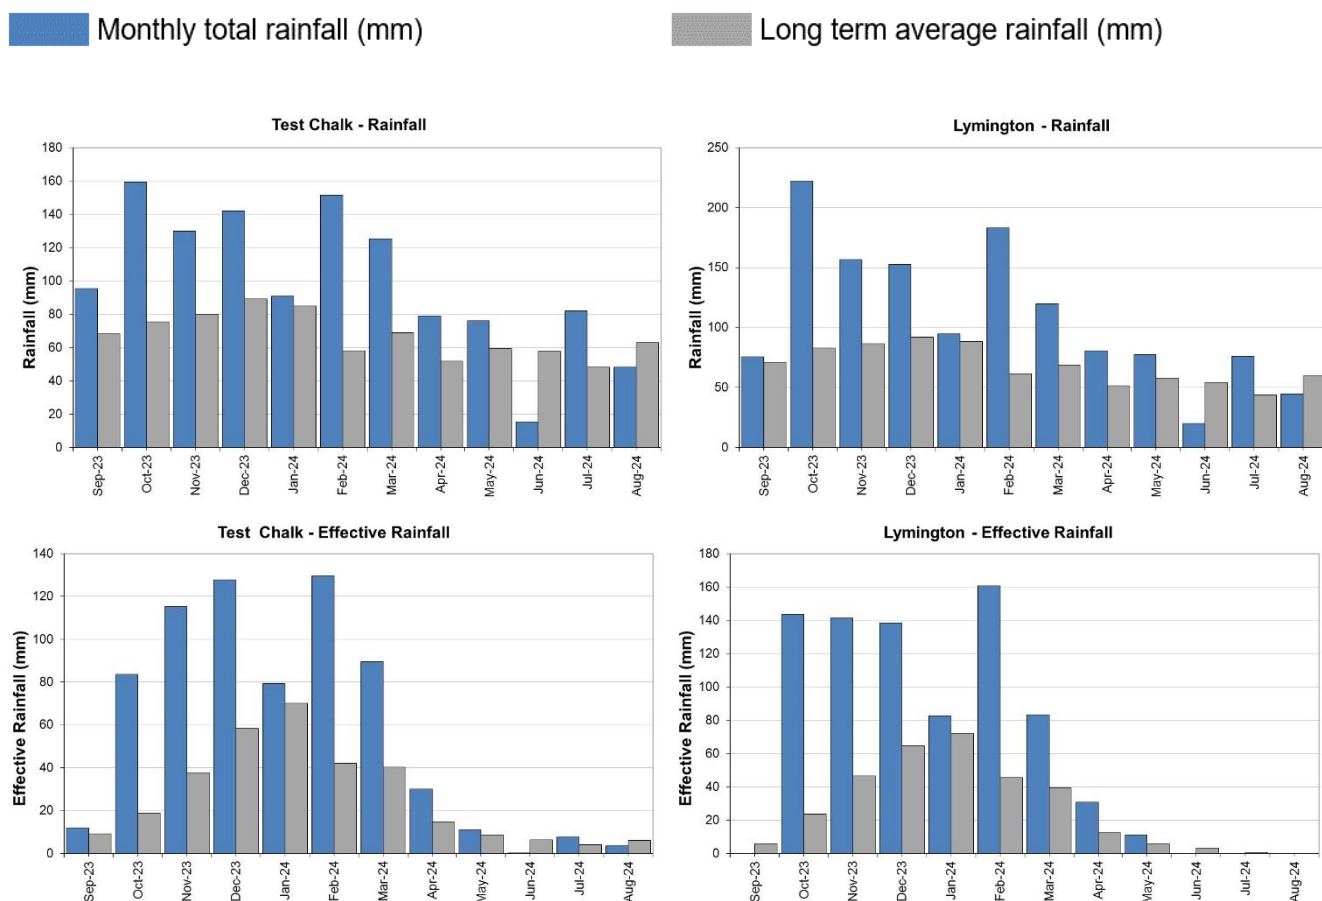 Monthly total rainfall (mm)
Long term average rainfall (mm)
Test Chalk - Rainfall
Rainfall (mm)
180
160
140
120
100
80
60
40
20
0
Sep-23
Oct-23
Nov-23
Dec-23
Jan-24
Feb-24
Mar-24
Apr-24
May-24
Jun-24
Jul-24
Aug-24
Lymington - Rainfall
Rainfall (mm)
250
200
150
100
50
0
Sep-23
Oct-23
Nov-23
Dec-23
Jan-24
Feb-24
Mar-24
Apr-24
May-24
Jun-24
Jul-24
Aug-24
Test Chalk - Effective Rainfall
Effective Rainfall (mm)
140
120
100
80
60
40
20
0
Sep-23
Oct-23
Nov-23
Dec-23
Jan-24
Feb-24
Mar-24
Apr-24
May-24
Jun-24
Jul-24
Aug-24
Lymington - Effective Rainfall
Effective Rainfall (mm)
180
160
140
120
100
80
60
40
20
0
Sep-23
Oct-23
Nov-23
Dec-23
Jan-24
Feb-24
Mar-24
Apr-24
May-24
Jun-24
Jul-24
Aug-24